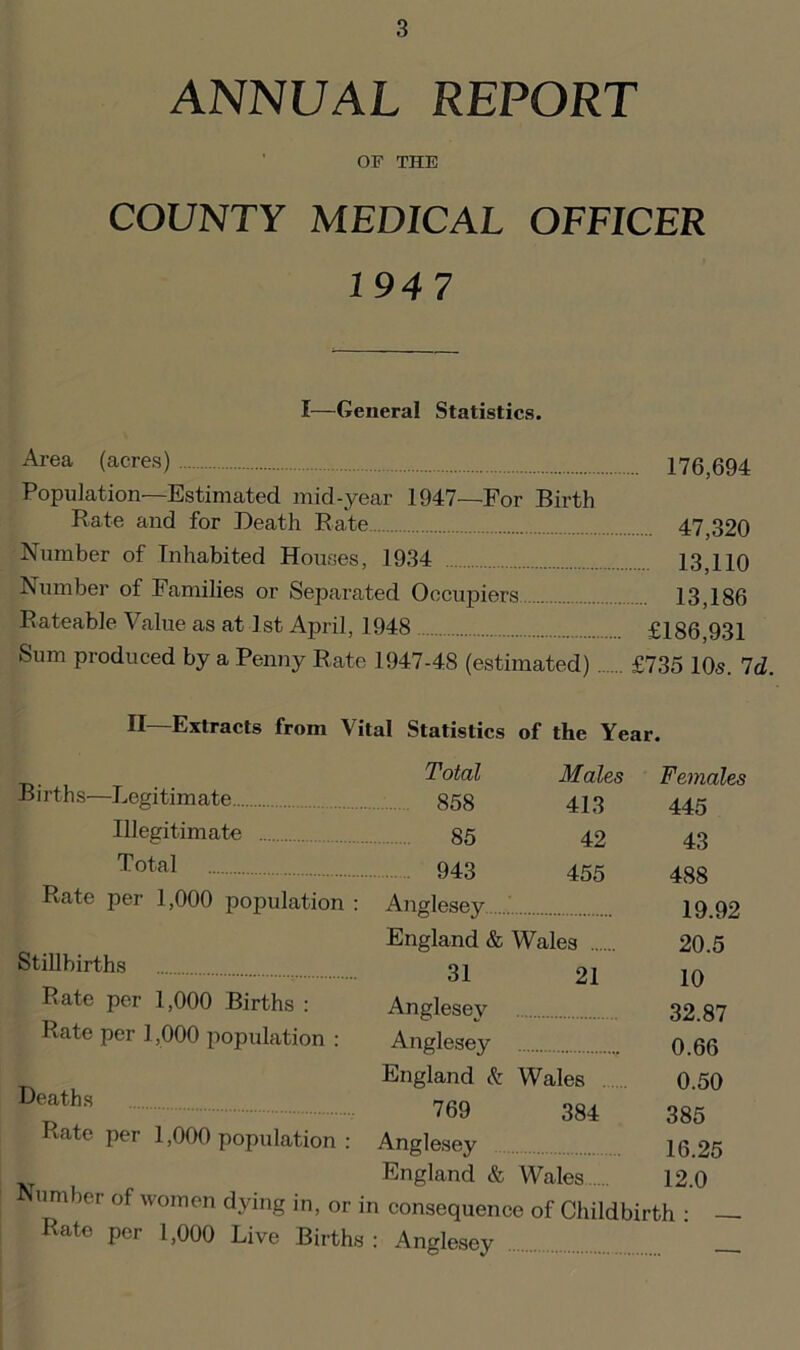 3
ANNUAL REPORT
OF THE
COUNTY MEDICAL OFFICER
1947
I—General Statistics.
Area (acres) 176,694
Population—Estimated mid-year 1947—For Birth
Rate and for Death Rate 47,320
Number of Inhabited Houses, 1934 13,110
Number of Families or Separated Occupiers 13,186
Rateable Value as at 1st April, 1948 £186,931
Sum produced by a Penny Rate 1947-48 (estimated) £735 10s. 7d.
II—Extracts from Vital Statistics of the Year.
Total Males Females
Births—Legitimate 858 413 445
Illegitimate 85 42 43
Total 943 455 488
Rate per 1,000 population : Anglesey 19.92
England & Wales 20.5
Stillbirths 31 21 10
Rate per 1,000 Births : Anglesey 32.87
Rate per 1,000 population : Anglesey 0.66
England & Wales 0.50
Deaths 769 384 385
Rate per 1,000 population : Anglesey 16.25
England & Wales 12.0
Number of women dying in, or in consequence of Childbirth : —
Rate per 1,000 Live Births : Anglesey —